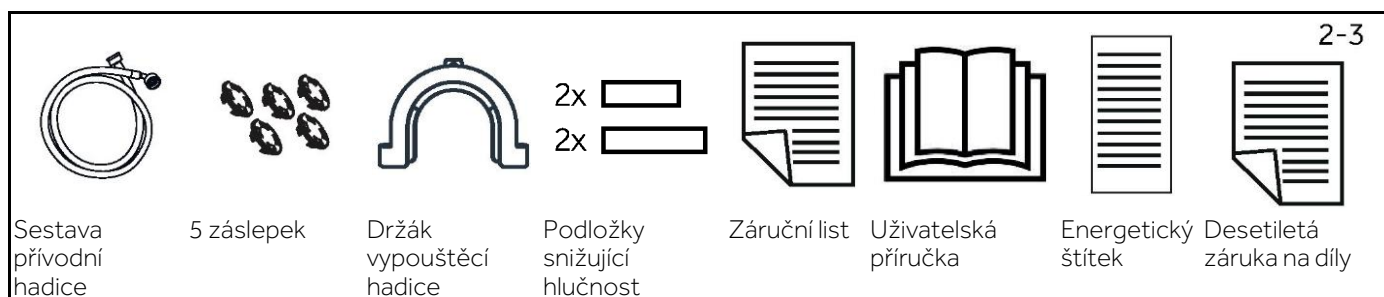 2-3
2x
2x
Sestava přívodní hadice
5 záslepek
Držák vypouštěcí hadice
Podložky snižující hlučnost
Záruční list
Uživatelská příručka
Energetický štítek
Desetiletá záruka na díly